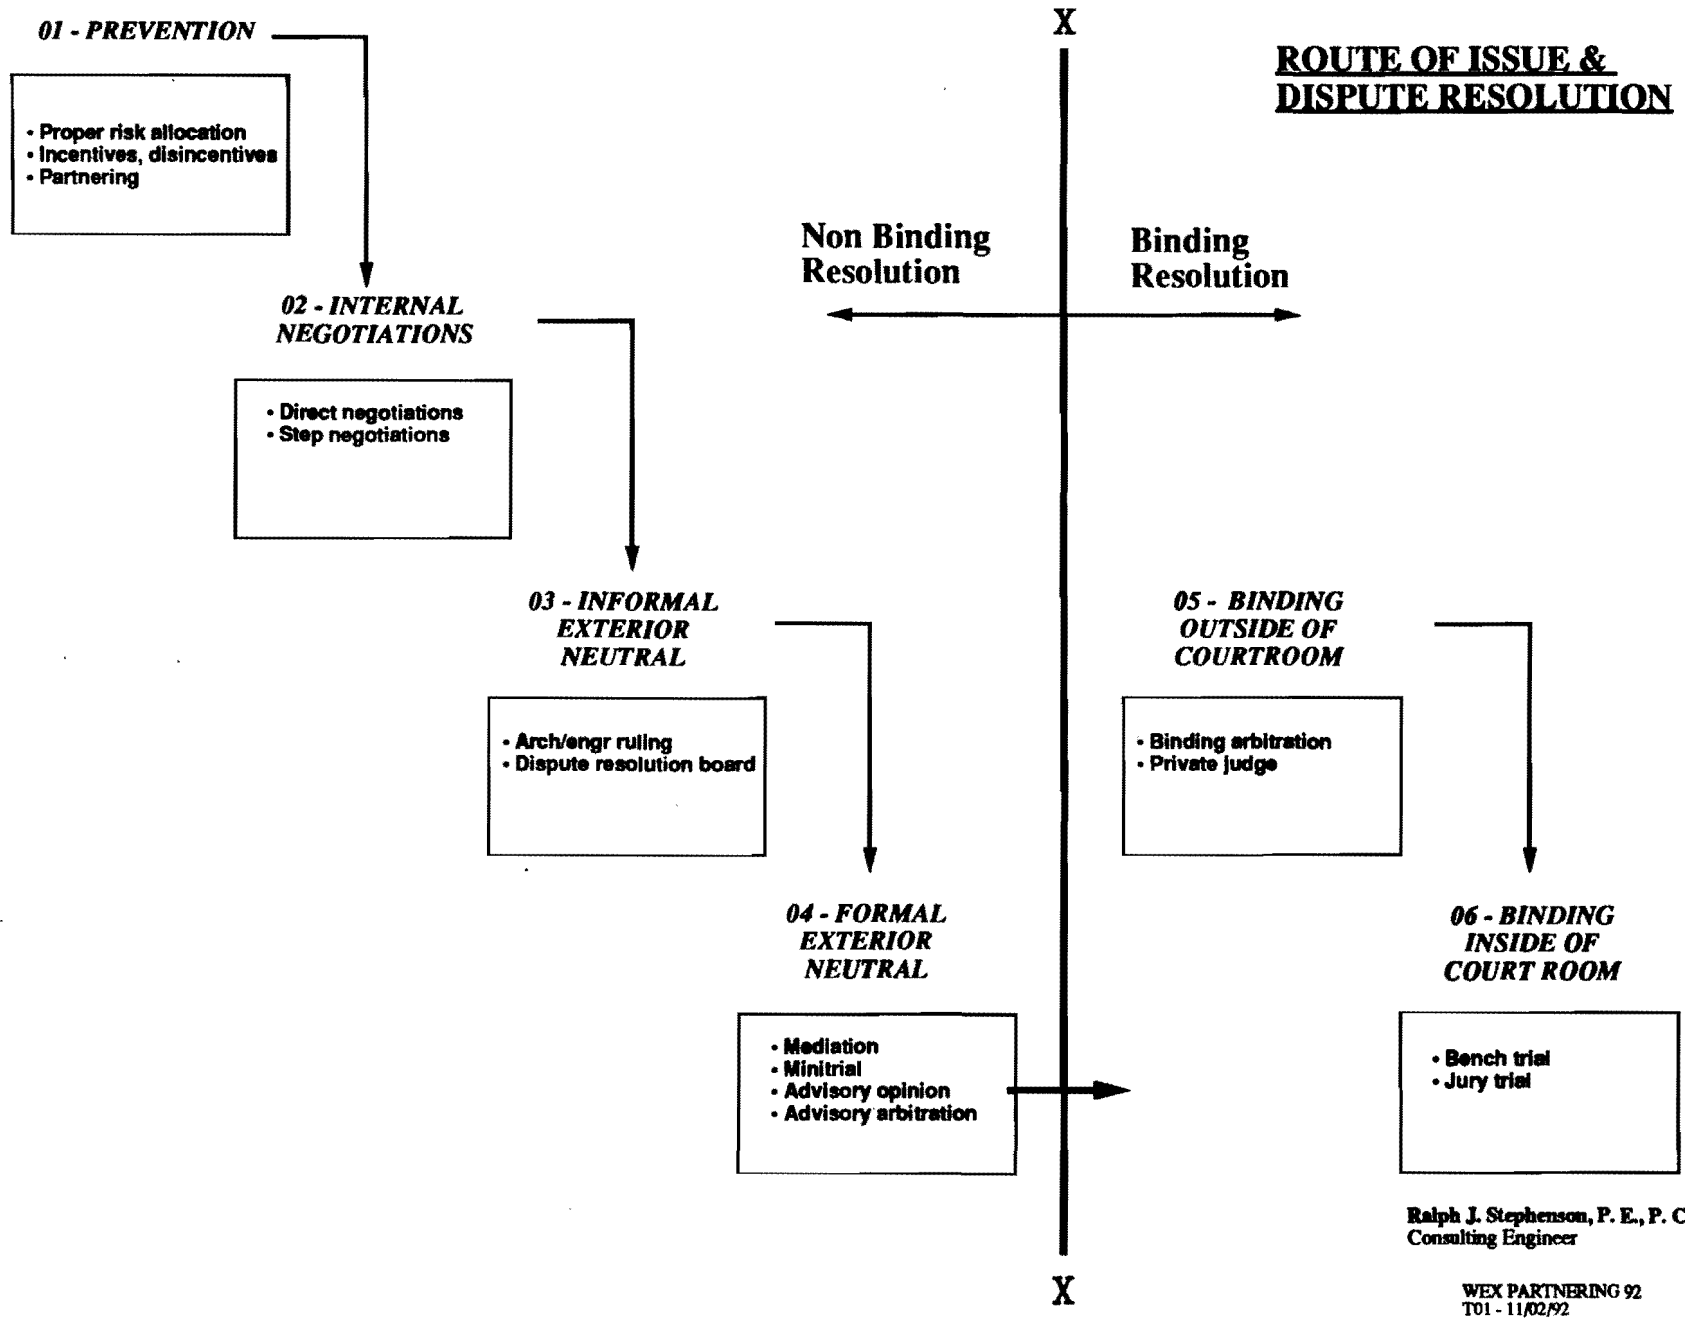 X
ROUTE OF ISSUE &
DISPUTE RESOLUTION
01 - PREVENTION
• Proper risk allocation
• Incentives, disincentives
• Partnering
Non Binding
Resolution
Binding
Resolution
02 - INTERNAL
NEGOTIATIONS
• Direct negotiations
• Step negotiations
03 - INFORMAL
EXTERIOR
NEUTRAL
• Arch/engr ruling
• Dispute resolution board
04 - FORMAL
EXTERIOR
NEUTRAL
• Mediation
• Minitrial
• Advisory opinion
• Advisory arbitration
05 - BINDING
OUTSIDE OF
COURTROOM
• Binding arbitration
• Private judge
06 - BINDING
INSIDE OF
COURT ROOM
• Bench trial
• Jury trial
X
Ralph J. Stephenson, P. E., P. C
Consulting Engineer
WEX PARTNERING 92
T01 - 11/02/92